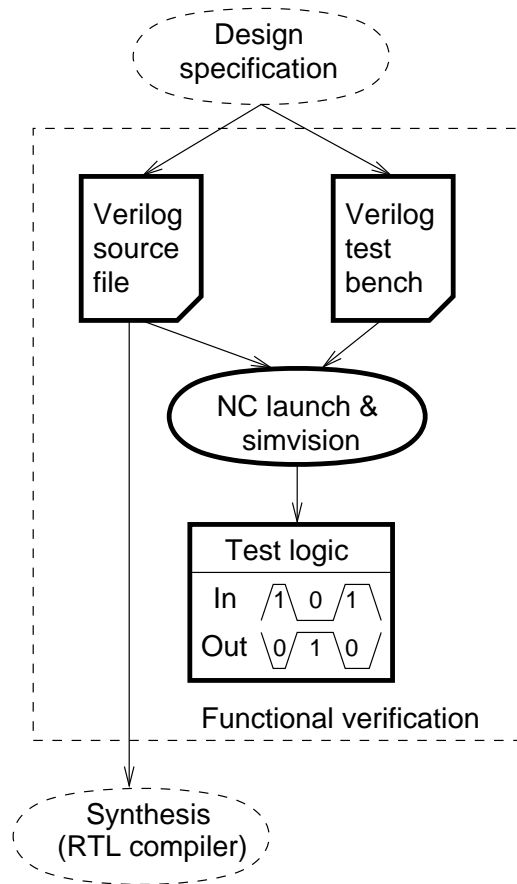 Design
specification
Verilog
source
file
Verilog
test
bench
NC launch &
simvision
Test logic
In 1 0 1
Out 0 1 0
Functional verification
Synthesis
(RTL compiler)